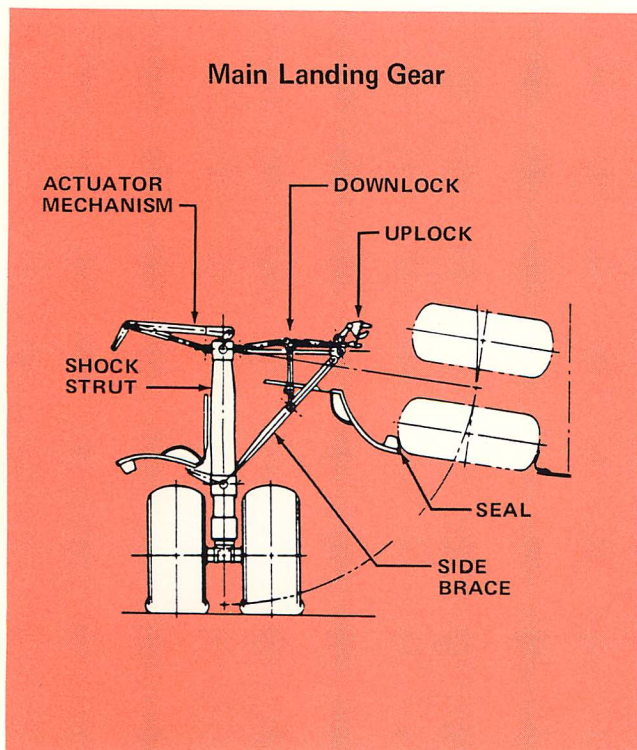 Main Landing Gear
ACTUATOR
MECHANISM
DOWNLOCK
UPLOCK
SHOCK
STRUT
SEAL
SIDE
BRACE